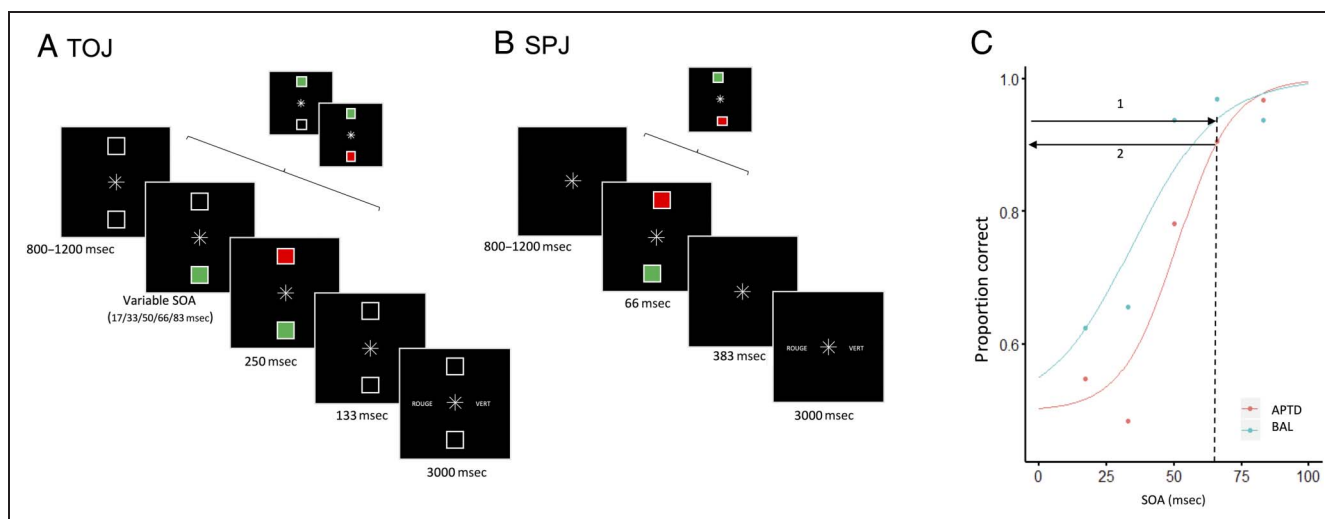 A TOJ
800–1200 msec
Variable SOA
(17/33/50/66/83 msec)
250 msec
133 msec
ROUGE VERT
3000 msec
B SPJ
800–1200 msec
66 msec
383 msec
ROUGE VERT
3000 msec
C
Proportion correct
1.0
0.8
0.6
1
2
APTD
BAL
0 25 50 75 100
SOA (msec)